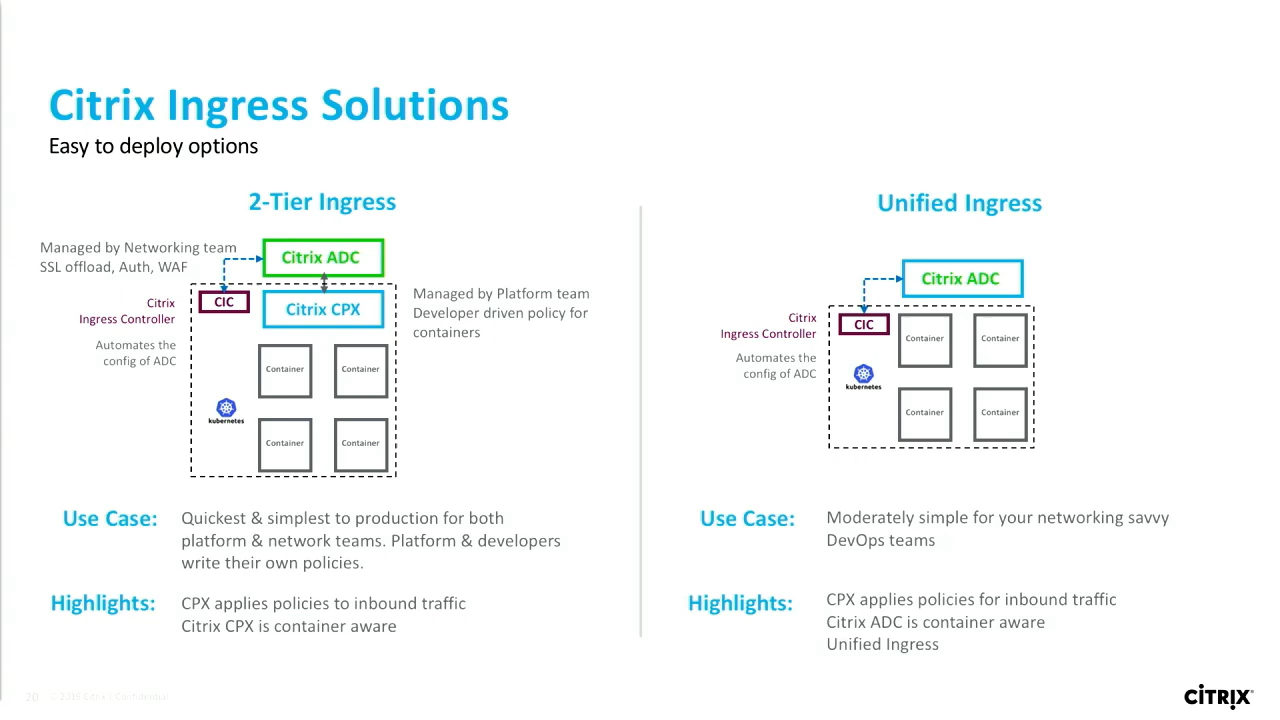 Citrix Ingress Solutions
Easy to deploy options
2-Tier Ingress
Managed by Networking team
SSL offload, Auth, WAF
Citrix ADC
CIC
Citrix CPX
Citrix
Ingress Controller
Automates the
config of ADC
Managed by Platform team
Developer driven policy for
containers
Container
Container
kubernetes
Container
Container
Use Case:
Quickest & simplest to production for both
platform & network teams. Platform & developers
write their own policies.
Highlights:
CPX applies policies to inbound traffic
Citrix CPX is container aware
Unified Ingress
Citrix ADC
Citrix
Ingress Controller
Automates the
config of ADC
CIC
Container
Container
kubernetes
Container
Container
Use Case:
Moderately simple for your networking savvy
DevOps teams
Highlights:
CPX applies policies for inbound traffic
Citrix ADC is container aware
Unified Ingress
20 © 2019 Citrix | Confidential
CITRIX